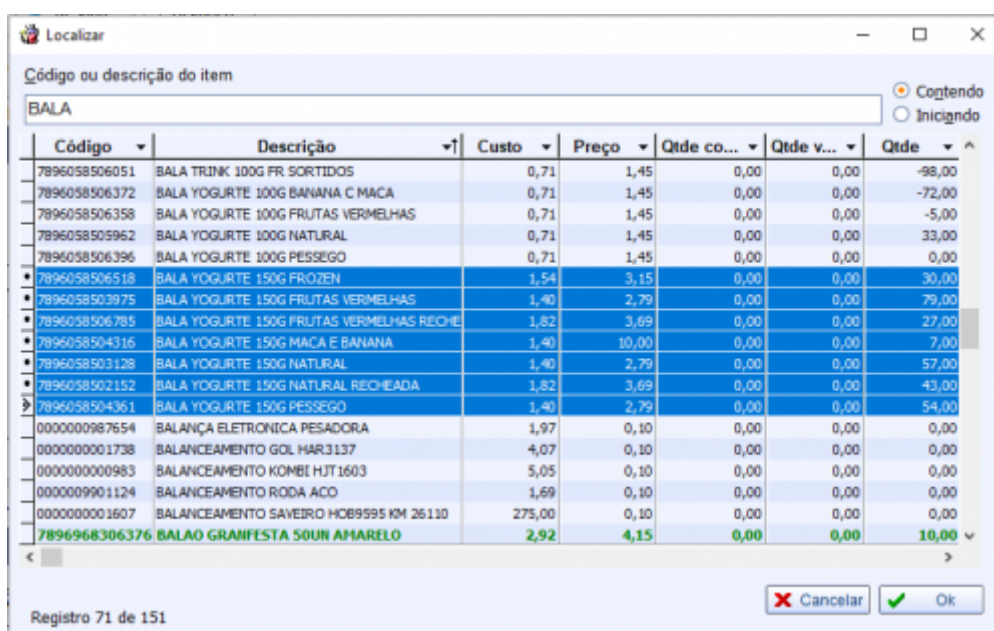 Localizar
Código ou descrição do item
BALA
Contendo
Iniciando
Código Descrição Custo Preço Qtde co... Qtde v... Qtde
7896058506051 BALA TRINK 100G FR SORTIDOS 0,71 1,45 0,00 0,00 -98,00
7896058506372 BALA YOGURTE 100G BANANA C MACA 0,71 1,45 0,00 0,00 -72,00
7896058506358 BALA YOGURTE 100G FRUTAS VERMELHAS 0,71 1,45 0,00 0,00 -5,00
7896058505962 BALA YOGURTE 100G NATURAL 0,71 1,45 0,00 0,00 33,00
7896058506396 BALA YOGURTE 100G PESSEGO 0,71 1,45 0,00 0,00 0,00
7896058506518 BALA YOGURTE 150G FROZEN 1,54 3,15 0,00 0,00 30,00
7896058503975 BALA YOGURTE 150G FRUTAS VERMELHAS 1,40 2,79 0,00 0,00 79,00
7896058506785 BALA YOGURTE 150G FRUTAS VERMELHAS RECHE 1,82 3,69 0,00 0,00 27,00
7896058504316 BALA YOGURTE 150G MACA E BANANA 1,40 10,00 0,00 0,00 7,00
7896058503128 BALA YOGURTE 150G NATURAL 1,40 2,79 0,00 0,00 57,00
7896058502152 BALA YOGURTE 150G NATURAL RECHEADA 1,82 3,69 0,00 0,00 43,00
7896058504361 BALA YOGURTE 150G PESSEGO 1,40 2,79 0,00 0,00 54,00
0000000987654 BALANÇA ELETRONICA PESADORA 1,97 0,10 0,00 0,00 0,00
0000000001738 BALANCEAMENTO GOL HAR3137 4,07 0,10 0,00 0,00 0,00
0000000000983 BALANCEAMENTO KOMBI HJT1603 5,05 0,10 0,00 0,00 0,00
0000009901124 BALANCEAMENTO RODA ACO 1,69 0,10 0,00 0,00 0,00
0000000001607 BALANCEAMENTO SAVEIRO HOB9595 KM 26110 275,00 0,10 0,00 0,00 0,00
7896968306376 BALAO GRANFESTA 50UN AMARELO 2,92 4,15 0,00 0,00 10,00
Cancelar Ok
Registro 71 de 151